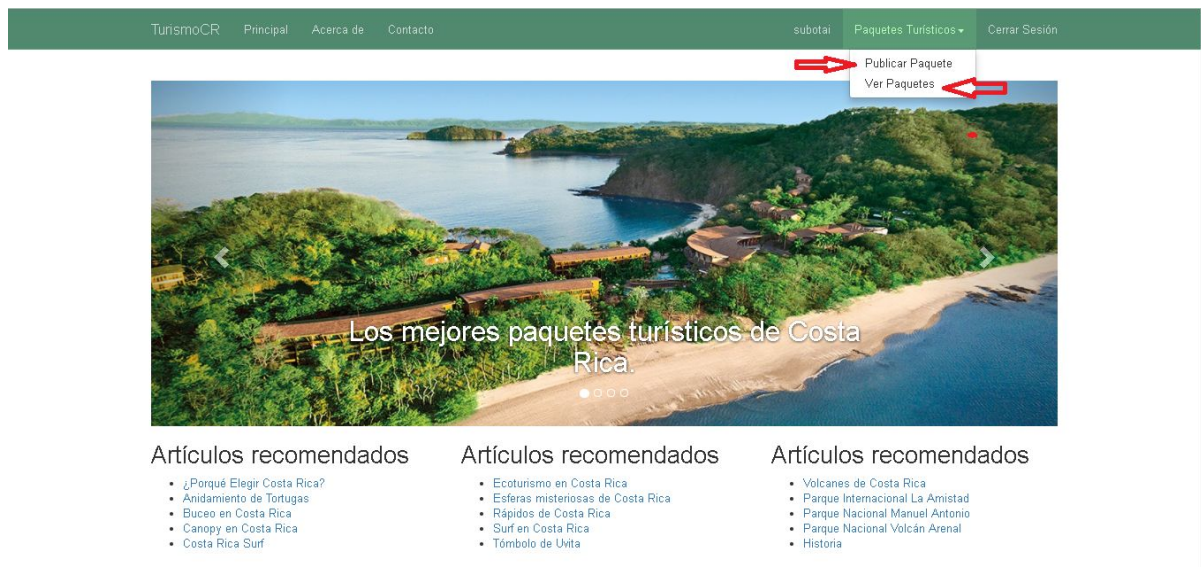 TurismoCR Principal Acerca de Contacto subotai Paquetes Turísticos Cerrar Sesión
Publicar Paquete
Ver Paquetes
Los mejores paquetes turísticos de Costa
Rica.
Artículos recomendados
¿Porqué Elegir Costa Rica?
Anidamiento de Tortugas
Buceo en Costa Rica
Canopy en Costa Rica
Costa Rica Surf
Artículos recomendados
Ecoturismo en Costa Rica
Esferas misteriosas de Costa Rica
Rápidos de Costa Rica
Surf en Costa Rica
Tómbolo de Uvita
Artículos recomendados
Volcanes de Costa Rica
Parque Internacional La Amistad
Parque Nacional Manuel Antonio
Parque Nacional Volcán Arenal
Historia